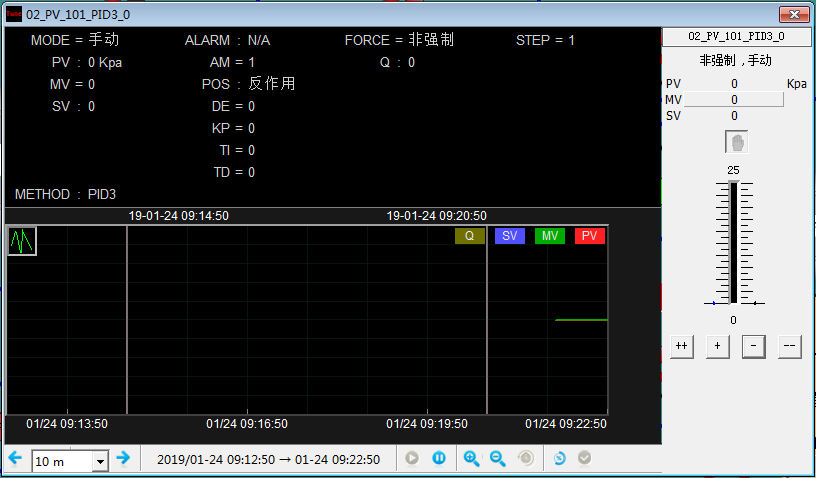 02_PV_101_PID3_0
MODE = 手动 ALARM : N/A FORCE = 非强制 STEP = 1
PV : 0 Kpa AM = 1 Q : 0
MV = 0 POS : 反作用
SV : 0 DE = 0
KP = 0
TI = 0
TD = 0
METHOD : PID3
19-01-24 09:14:50 19-01-24 09:20:50
Q SV MV PV
01/24 09:13:50 01/24 09:16:50 01/24 09:19:50 01/24 09:22:50
10 m 2019/01-24 09:12:50 → 01-24 09:22:50
02_PV_101_PID3_0
非强制 , 手动
PV 0 Kpa
MV 0
SV 0
25
0
++ + - --